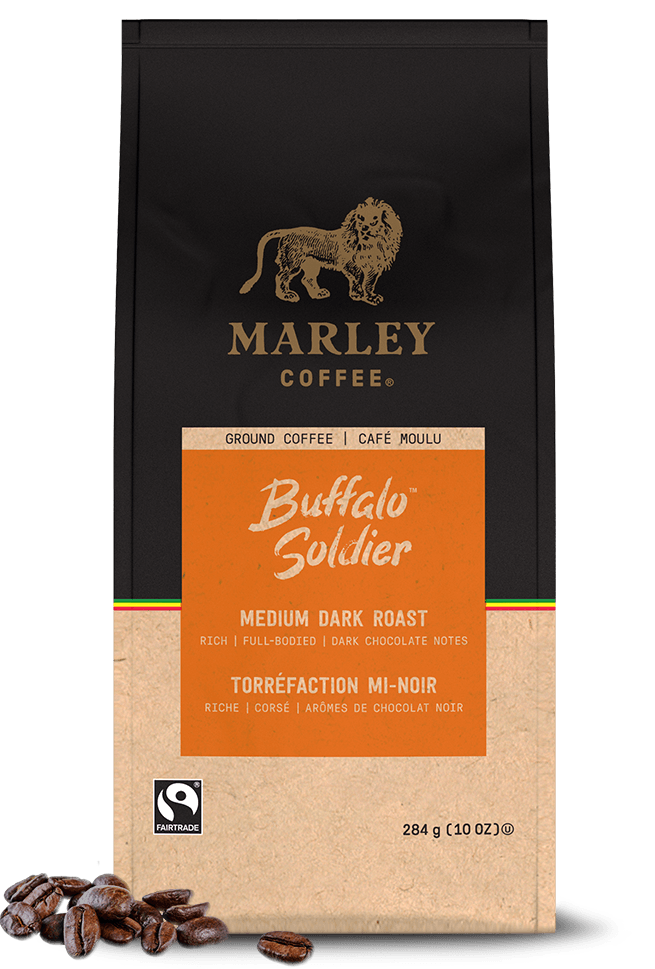 MARLEY
COFFEE®
GROUND COFFEE | CAFÉ MOULU
Buffalo™
Soldier
MEDIUM DARK ROAST
RICH | FULL-BODIED | DARK CHOCOLATE NOTES
TORRÉFACTION MI-NOIR
RICHE | CORSÉ | ARÔMES DE CHOCOLAT NOIR
®
FAIRTRADE
284 g (10 OZ) Ⓤ